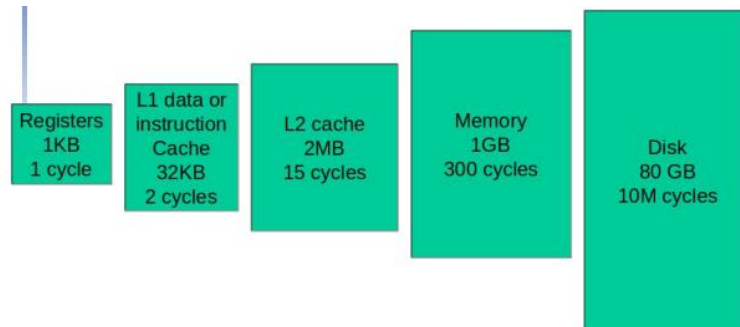 Registers
1KB
1 cycle
L1 data or
instruction
Cache
32KB
2 cycles
L2 cache
2MB
15 cycles
Memory
1GB
300 cycles
Disk
80 GB
10M cycles